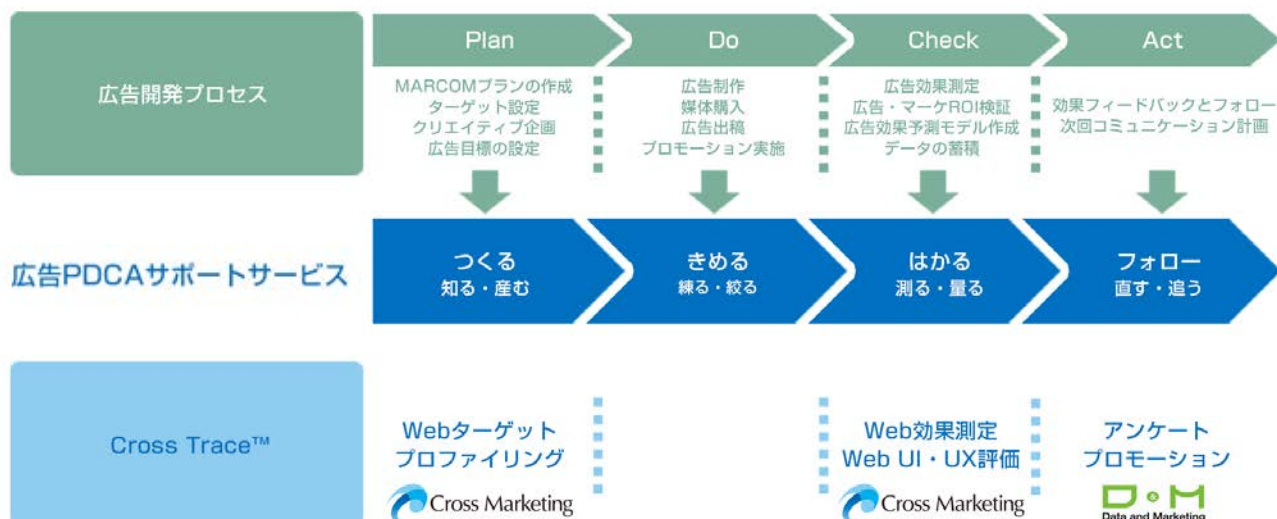 Plan
Do
Check
Act
広告開発プロセス
MARCOMプランの作成
ターゲット設定
クリエイティブ企画
広告目標の設定
広告制作
媒体購入
広告出稿
プロモーション実施
広告効果測定
広告・マーケROI検証
広告効果予測モデル作成
データの蓄積
効果フィードバックとフォロー
次回コミュニケーション計画
広告PDCAサポートサービス
つくる
知る・産む
きめる
練る・絞る
はかる
測る・量る
フォロー
直す・追う
Cross Trace™
Webターゲット
プロファイリング
Cross Marketing
Web効果測定
Web UI・UX評価
Cross Marketing
アンケート
プロモーション
D&M
Data and Marketing